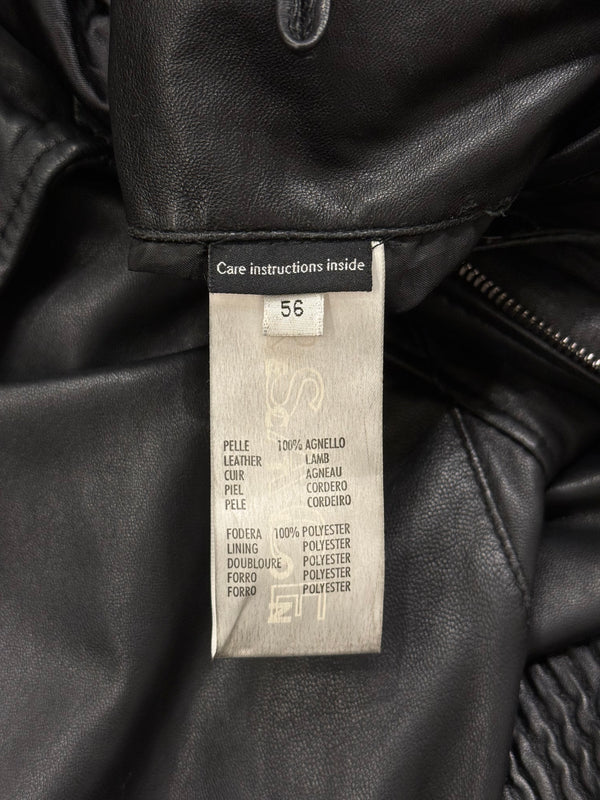 Care instructions inside
56
PELLE 100% AGNELLO
LEATHER LAMB
CUIR AGNEAU
PIEL CORDERO
PELE CORDEIRO
FODERA 100% POLYESTER
LINING POLYESTER
DOUBLOURE POLYESTER
FORRO POLYESTER
FORRO POLYESTER